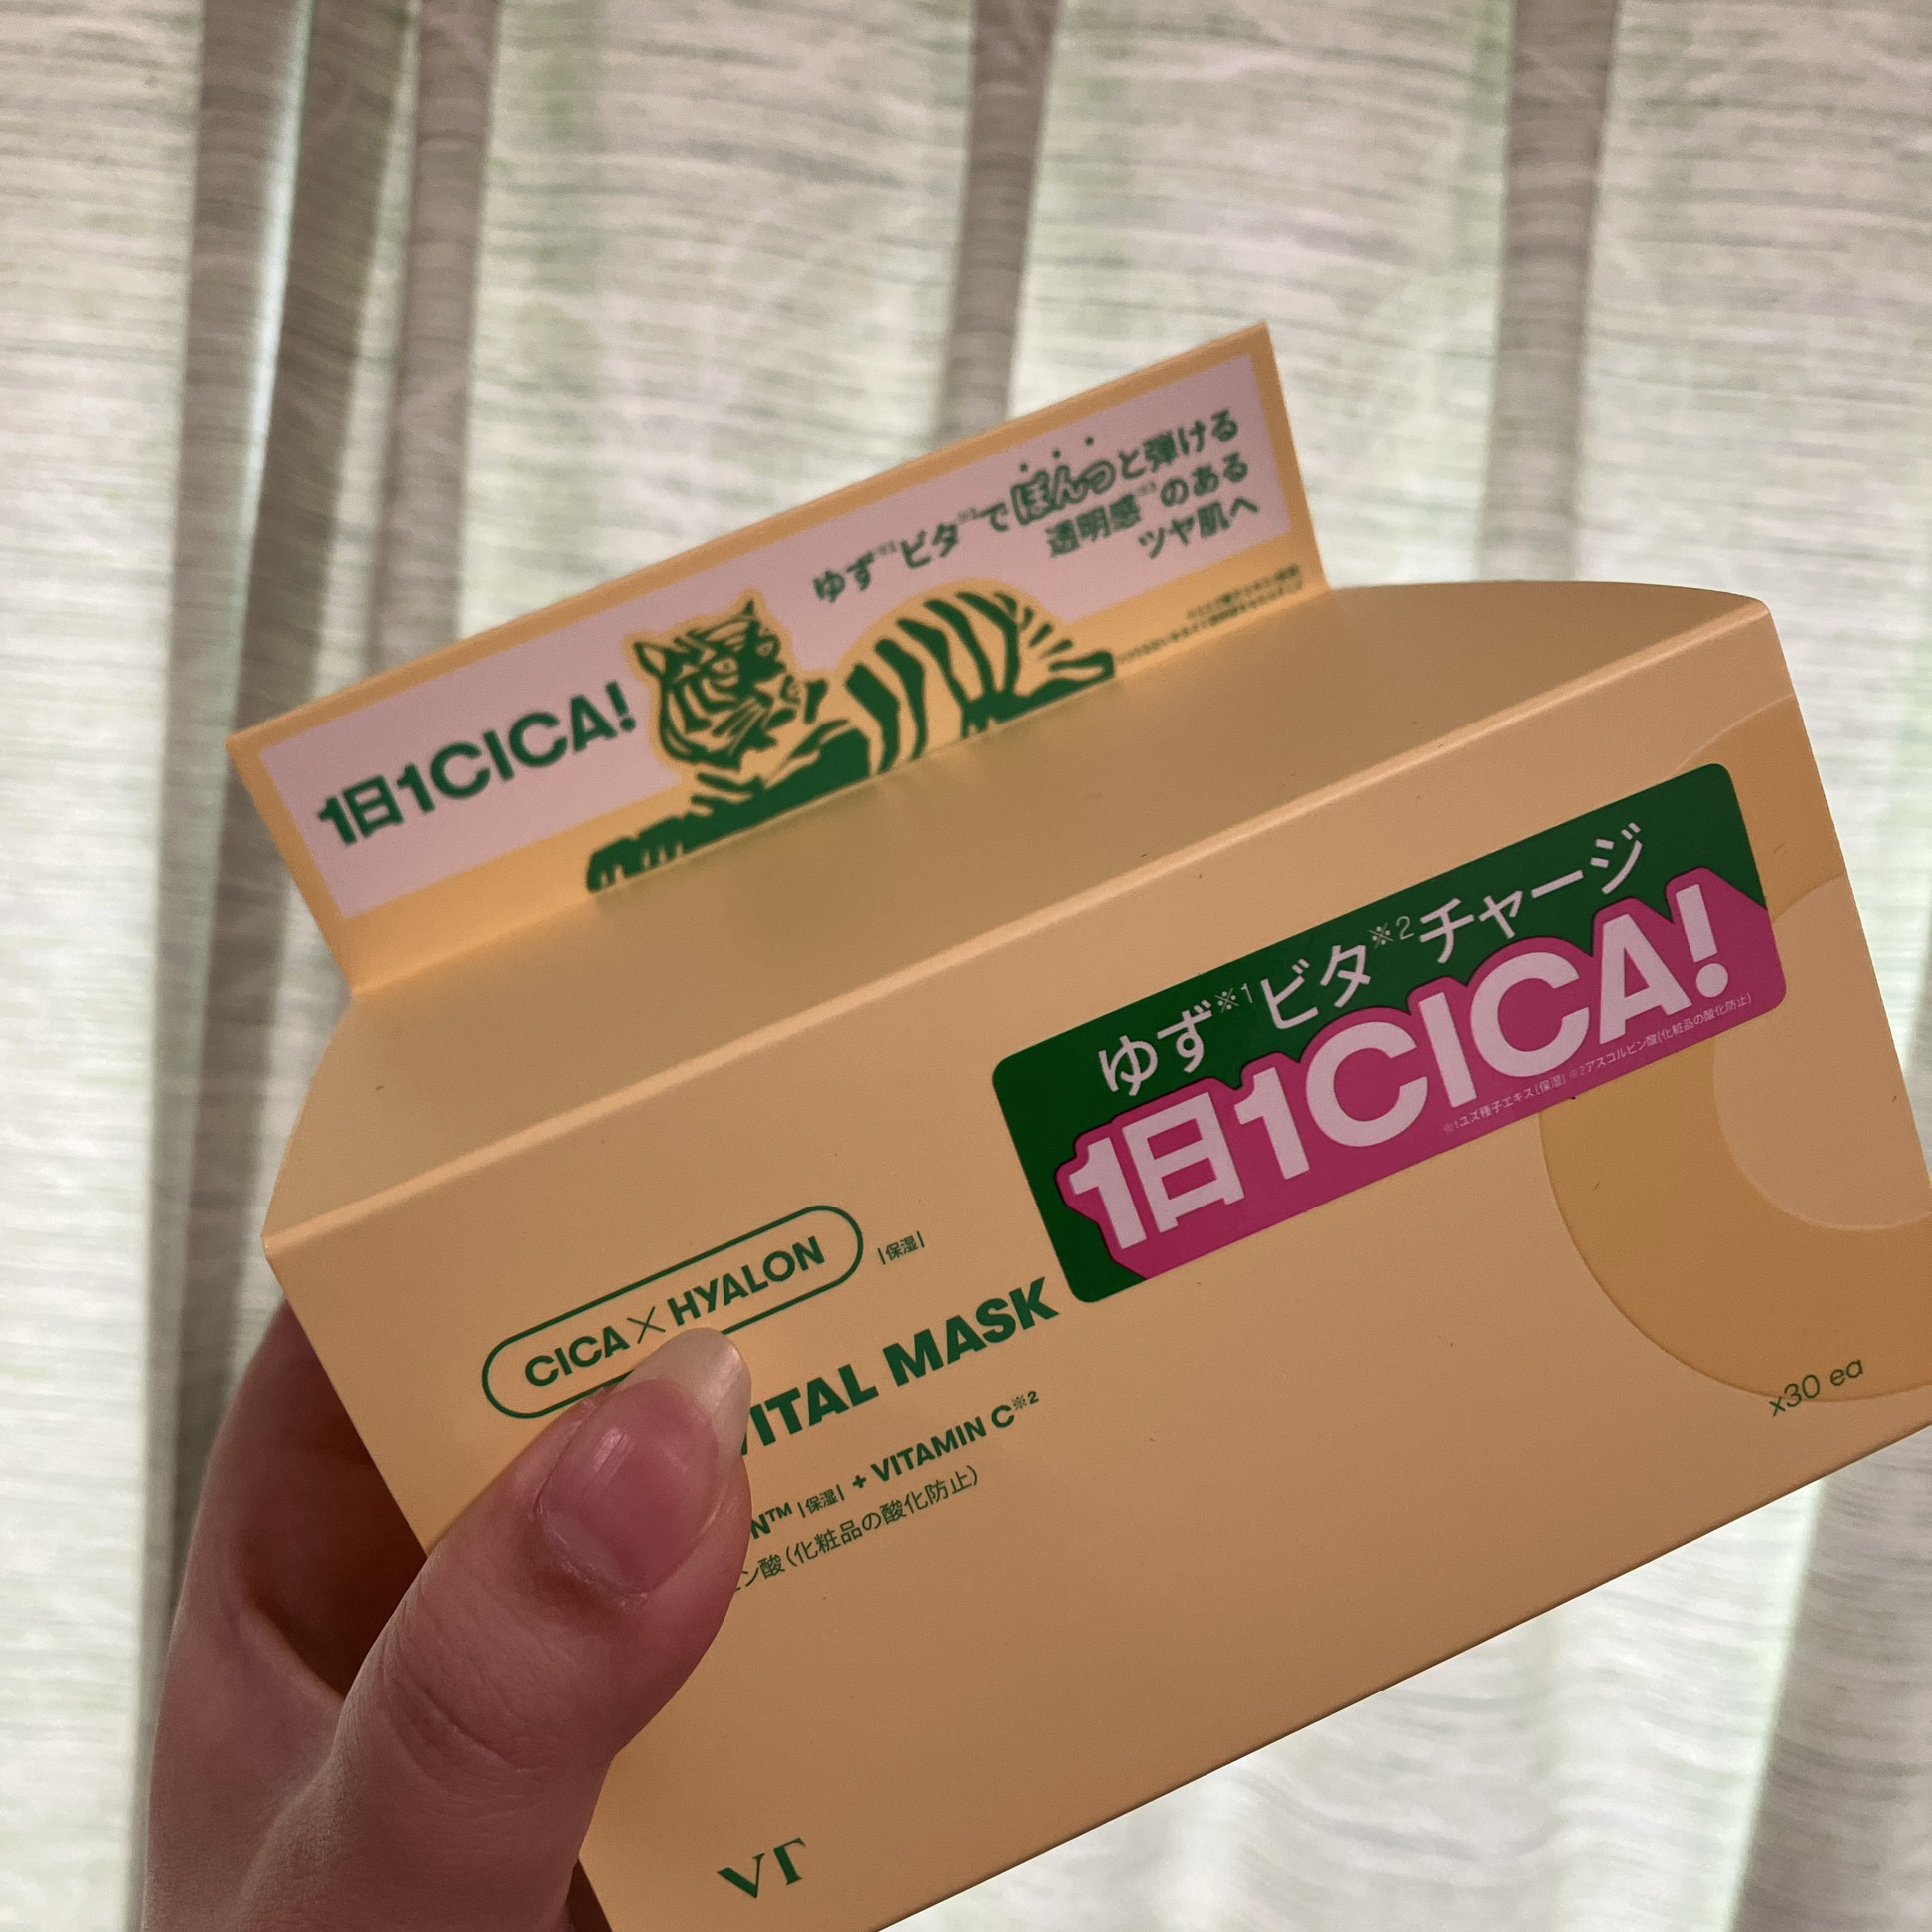 1日1CICA!
ゆず※1ビタ※2でぽんっと弾ける
透明感※3のある
ツヤ肌へ
ゆず※1ビタ※2チャージ
1日1CICA!
※1ユズ種子エキス(保湿) ※2アスコルビン酸(化粧品の酸化防止)
CICA×HYALON |保湿|
VITAL MASK
N™ |保湿| + VITAMIN C※2
ン酸(化粧品の酸化防止)
x30 ea
VT